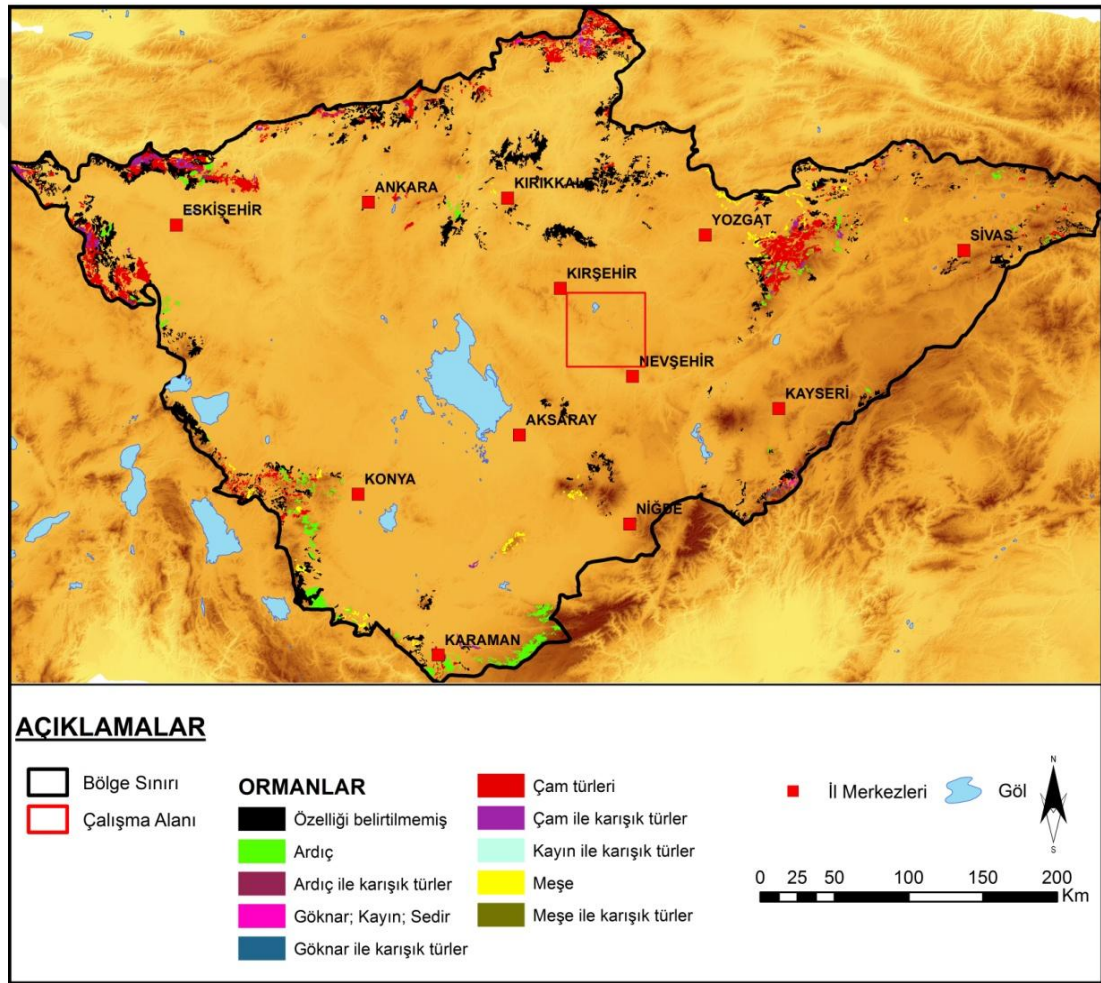 ANKARA
KIRIKKALE
ESKİŞEHİR
YOZGAT
SİVAS
KIRŞEHİR
NEVŞEHİR
KAYSERİ
AKSARAY
KONYA
NİĞDE
KARAMAN
AÇIKLAMALAR
Bölge Sınırı
Çalışma Alanı
ORMANLAR
Özelliği belirtilmemiş
Ardıç
Ardıç ile karışık türler
Göknar; Kayın; Sedir
Göknar ile karışık türler
Çam türleri
Çam ile karışık türler
Kayın ile karışık türler
Meşe
Meşe ile karışık türler
İl Merkezleri
Göl
N
S
0 25 50 100 150 200
Km